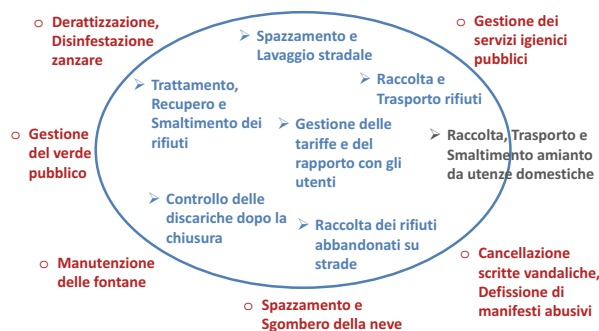 Derattizzazione,
Disinfestazione
zanzare
Spazzamento e
Lavaggio stradale
Gestione dei
servizi igienici
pubblici
Trattamento,
Recupero e
Smaltimento dei
rifiuti
Raccolta e
Trasporto rifiuti
Gestione
del verde
pubblico
Gestione delle
tariffe e del
rapporto con gli
utenti
Raccolta, Trasporto e
Smaltimento amianto
da utenze domestiche
Controllo delle
discariche dopo la
chiusura
Raccolta dei rifiuti
abbandonati su
strade
Manutenzione
delle fontane
Cancellazione
scritte vandaliche,
Defissione di
manifesti abusivi
Spazzamento e
Sgombero della neve